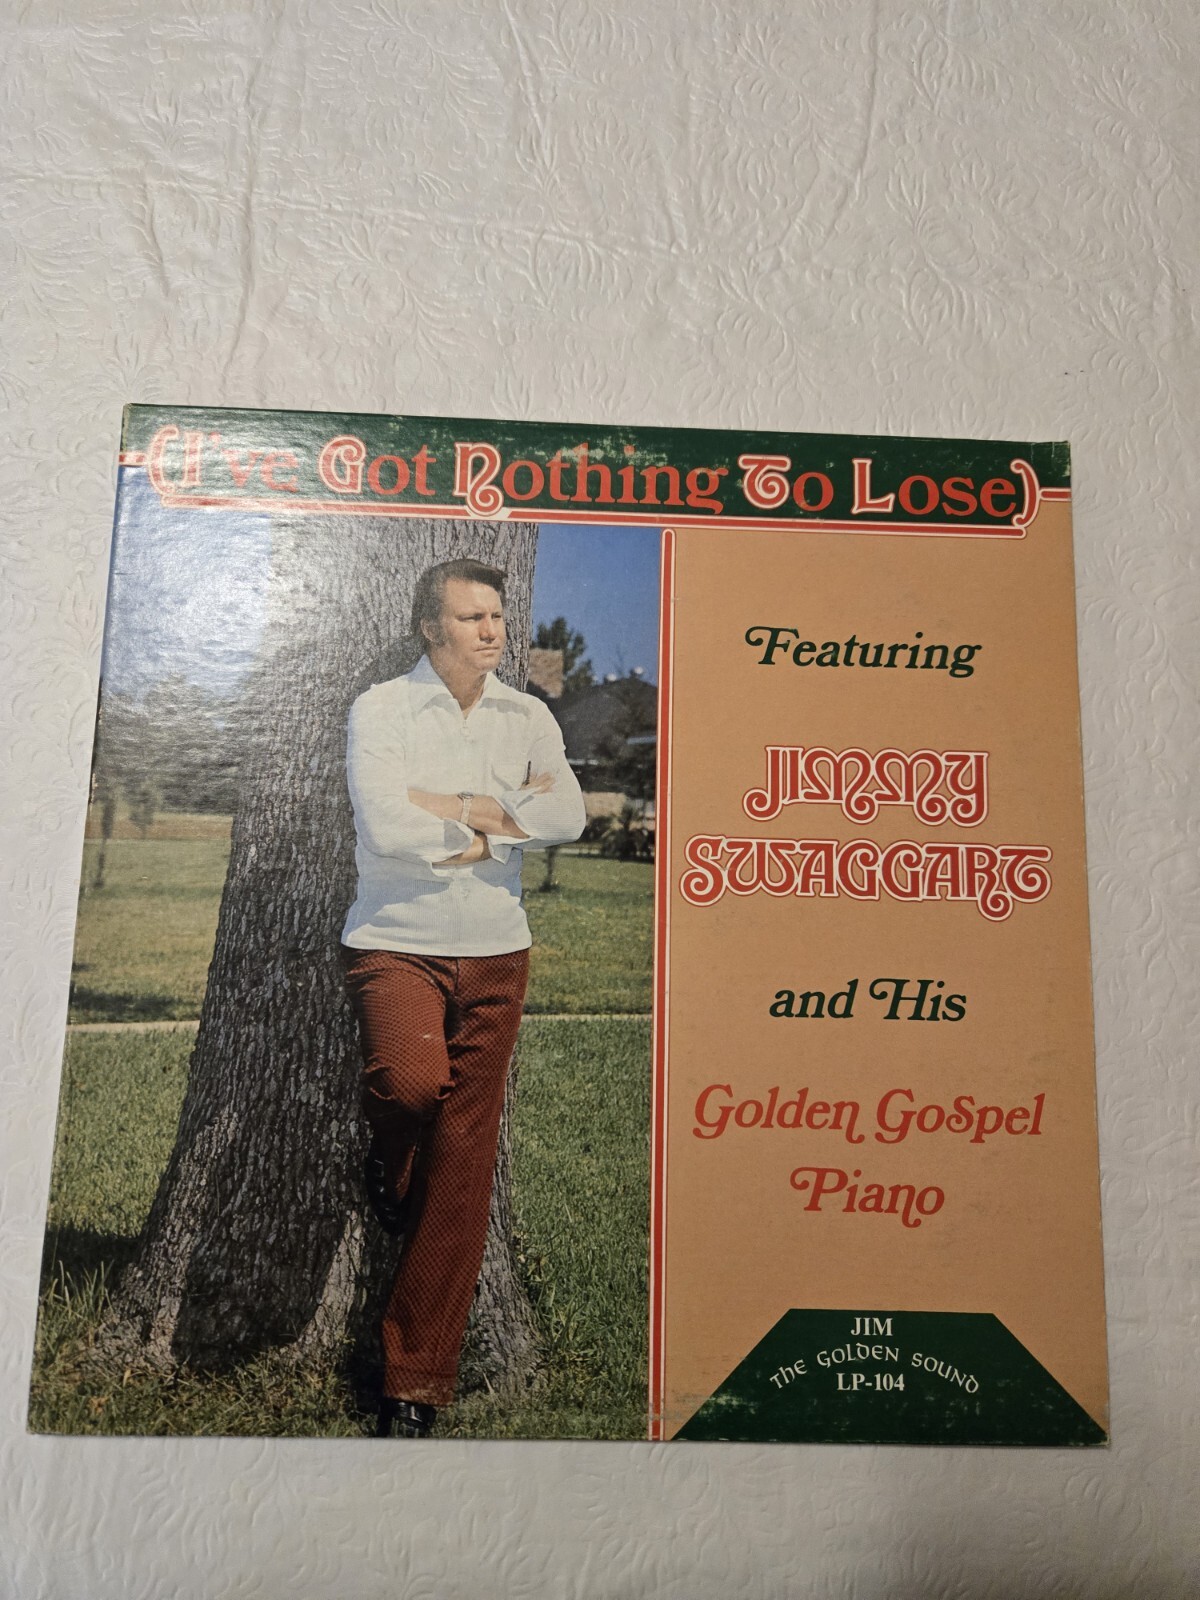 (I've Got Nothing To Lose)
Featuring
JIMMY
SWAGGART
and His
Golden Gospel
Piano
JIM
THE GOLDEN SOUND
LP-104